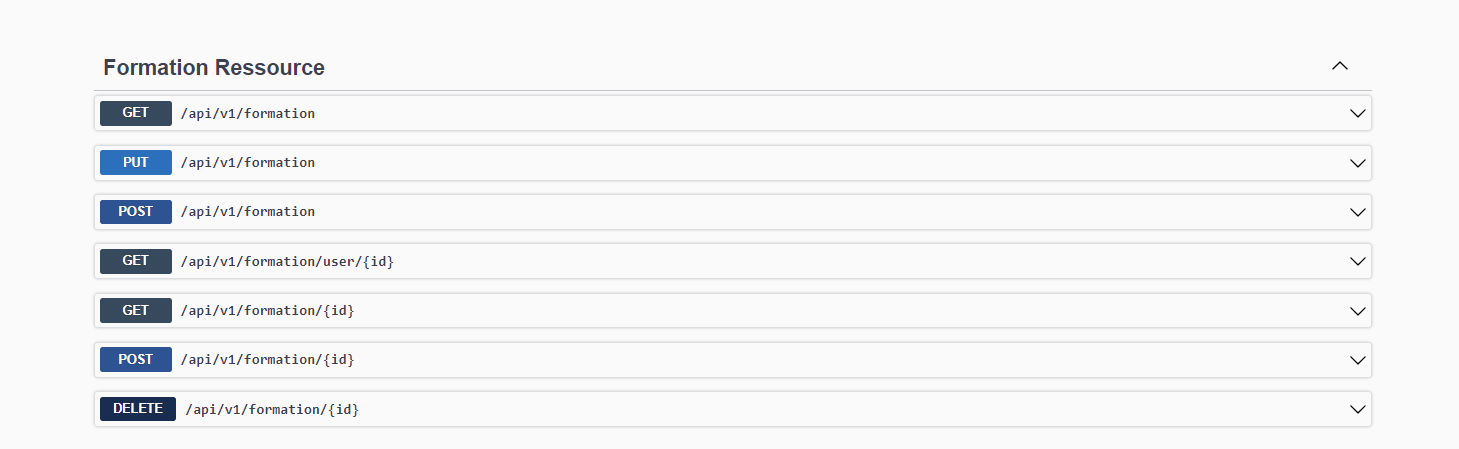 Formation Ressource
GET /api/v1/formation
PUT /api/v1/formation
POST /api/v1/formation
GET /api/v1/formation/user/{id}
GET /api/v1/formation/{id}
POST /api/v1/formation/{id}
DELETE /api/v1/formation/{id}